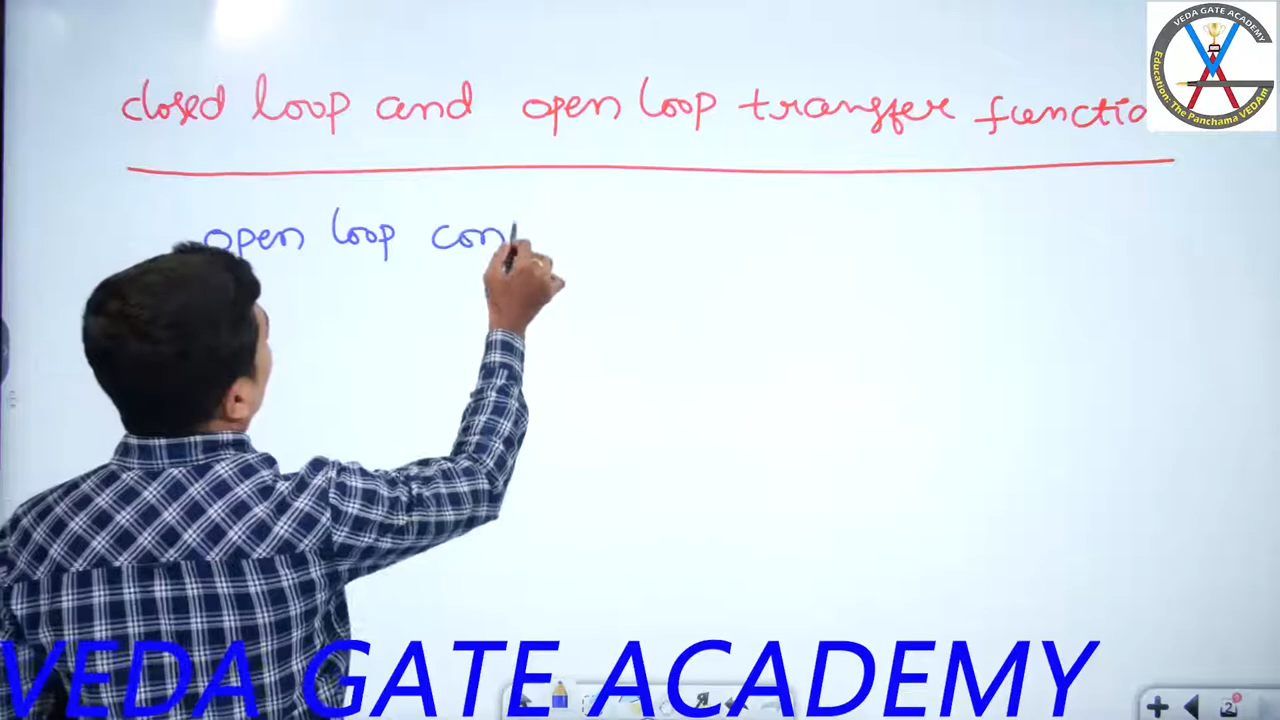 closed loop and open loop transfer functio
open loop con
VEDA GATE ACADEMY
Education: The Panchama VEDAm
VEDA GATE ACADEMY
2